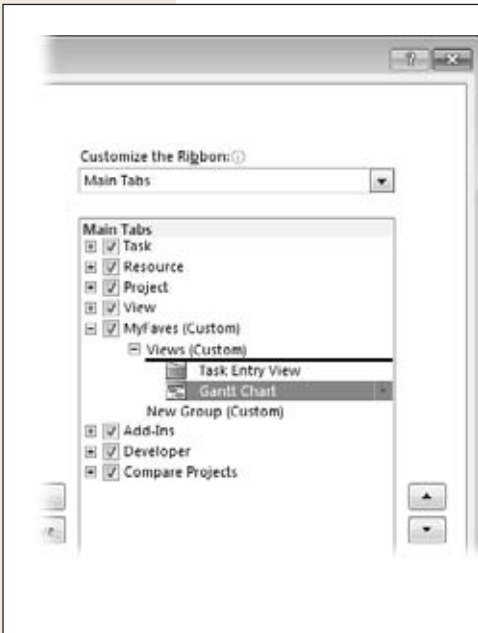 ?
Customize the Ribbon:
Main Tabs
Main Tabs
Task
Resource
Project
View
MyFaves (Custom)
Views (Custom)
Task Entry View
Gantt Chart
New Group (Custom)
Add-Ins
Developer
Compare Projects